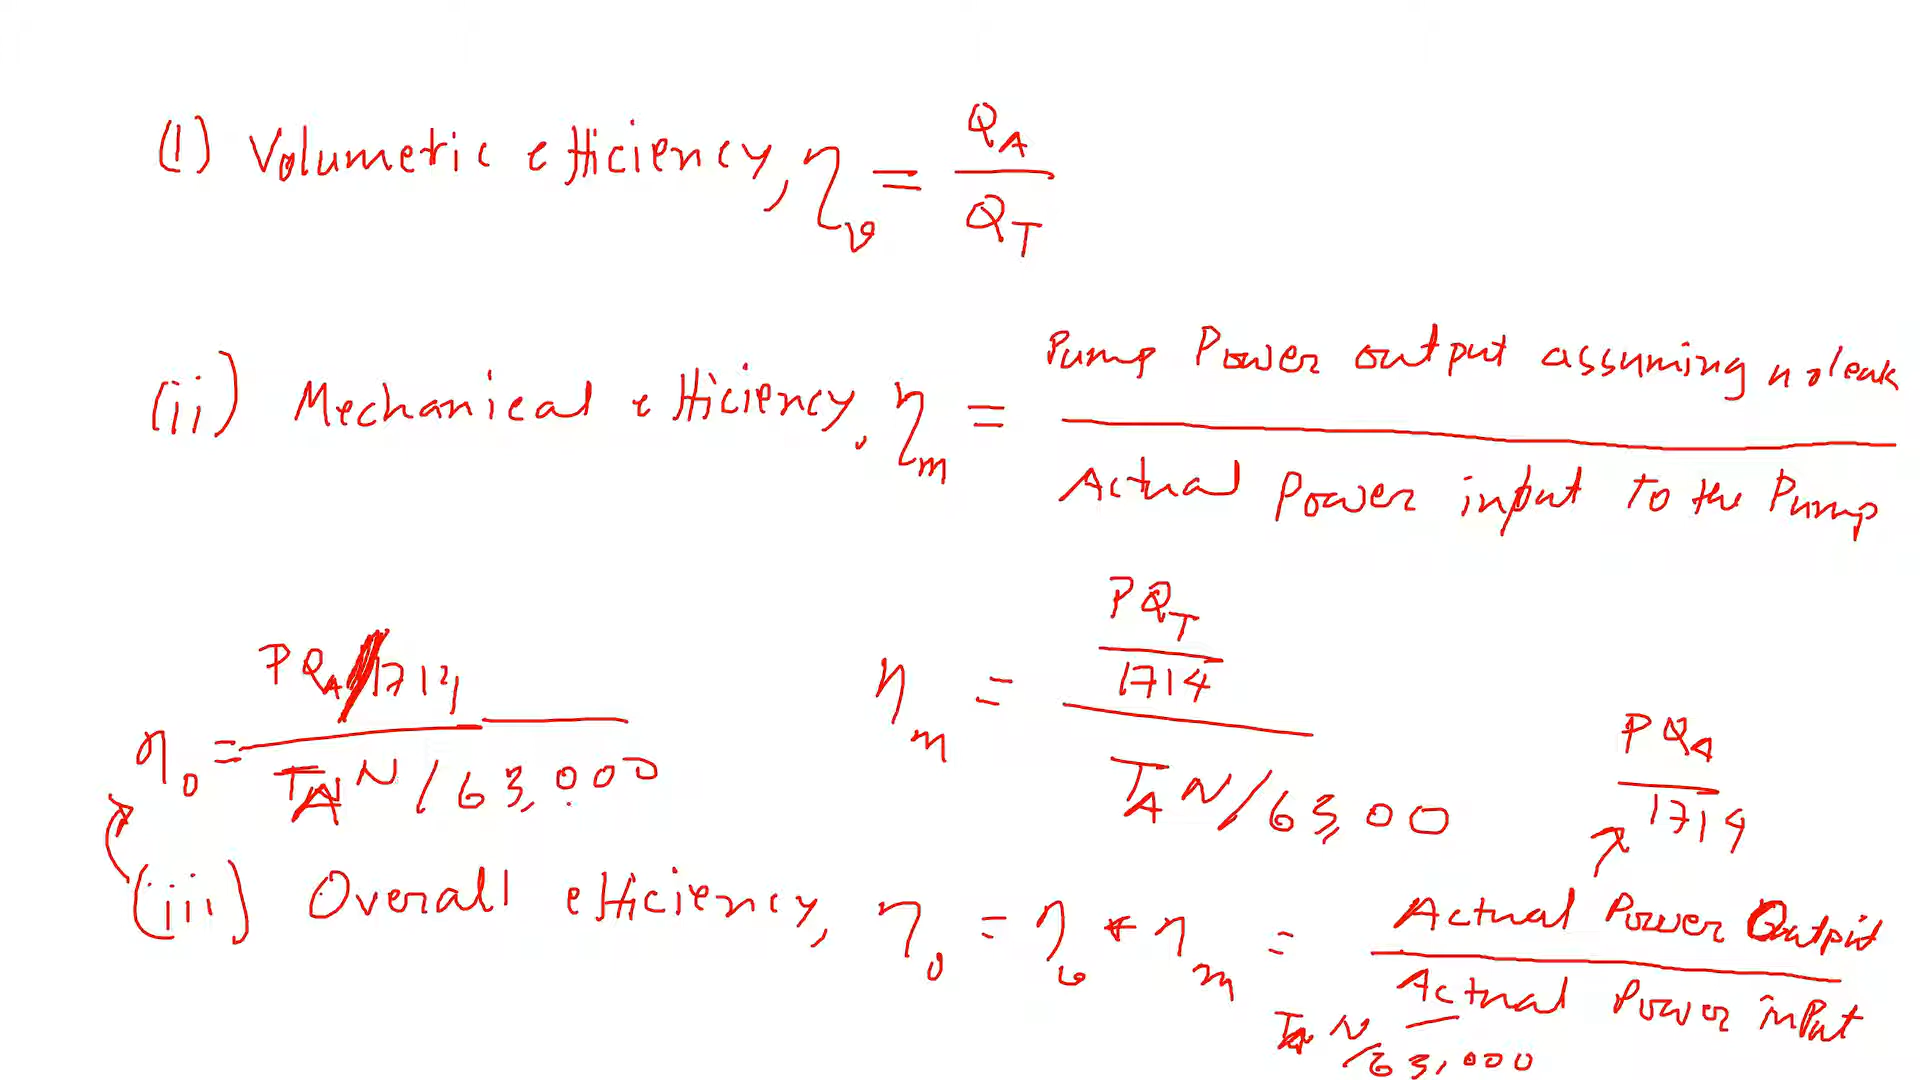 (i) Volumetric efficiency, η_v = Q_A / Q_T
(ii) Mechanical efficiency, η_m = Pump Power output assuming no leak / Actual Power input to the Pump
η_m = (PQ_T / 1714) / (T_A N / 63,00)
η_o = (PQ_A / 1714) / (T_A N / 63,000)
PQ_A / 1714
(iii) Overall efficiency, η_o = η_v * η_m = Actual Power Output / Actual Power input
T_A N / 63,000